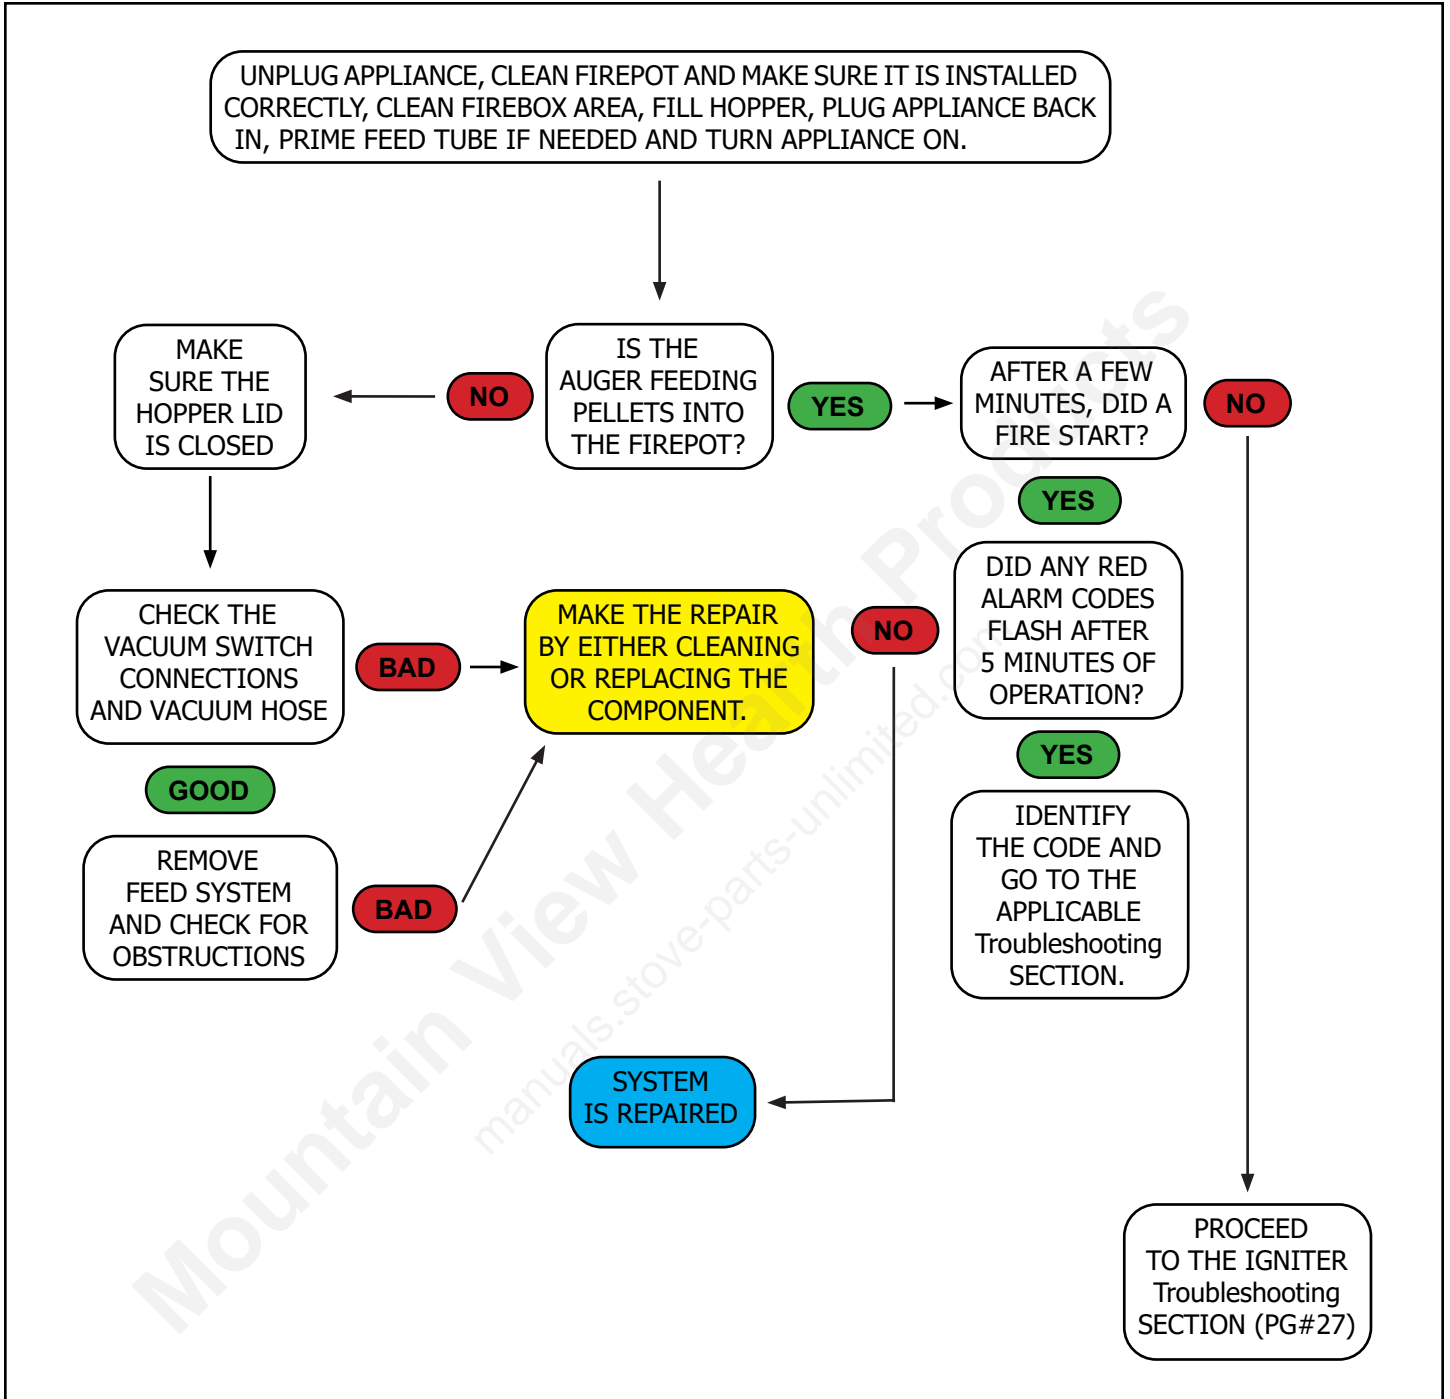 UNPLUG APPLIANCE, CLEAN FIREPOT AND MAKE SURE IT IS INSTALLED
CORRECTLY, CLEAN FIREBOX AREA, FILL HOPPER, PLUG APPLIANCE BACK
IN, PRIME FEED TUBE IF NEEDED AND TURN APPLIANCE ON.
MAKE
SURE THE
HOPPER LID
IS CLOSED
NO
IS THE
AUGER FEEDING
PELLETS INTO
THE FIREPOT?
YES
AFTER A FEW
MINUTES, DID A
FIRE START?
NO
YES
CHECK THE
VACUUM SWITCH
CONNECTIONS
AND VACUUM HOSE
BAD
MAKE THE REPAIR
BY EITHER CLEANING
OR REPLACING THE
COMPONENT.
NO
DID ANY RED
ALARM CODES
FLASH AFTER
5 MINUTES OF
OPERATION?
YES
GOOD
REMOVE
FEED SYSTEM
AND CHECK FOR
OBSTRUCTIONS
BAD
IDENTIFY
THE CODE AND
GO TO THE
APPLICABLE
Troubleshooting
SECTION.
SYSTEM
IS REPAIRED
PROCEED
TO THE IGNITER
Troubleshooting
SECTION (PG#27)
Mountain View Hearth Products
manuals.stove-parts-unlimited.com